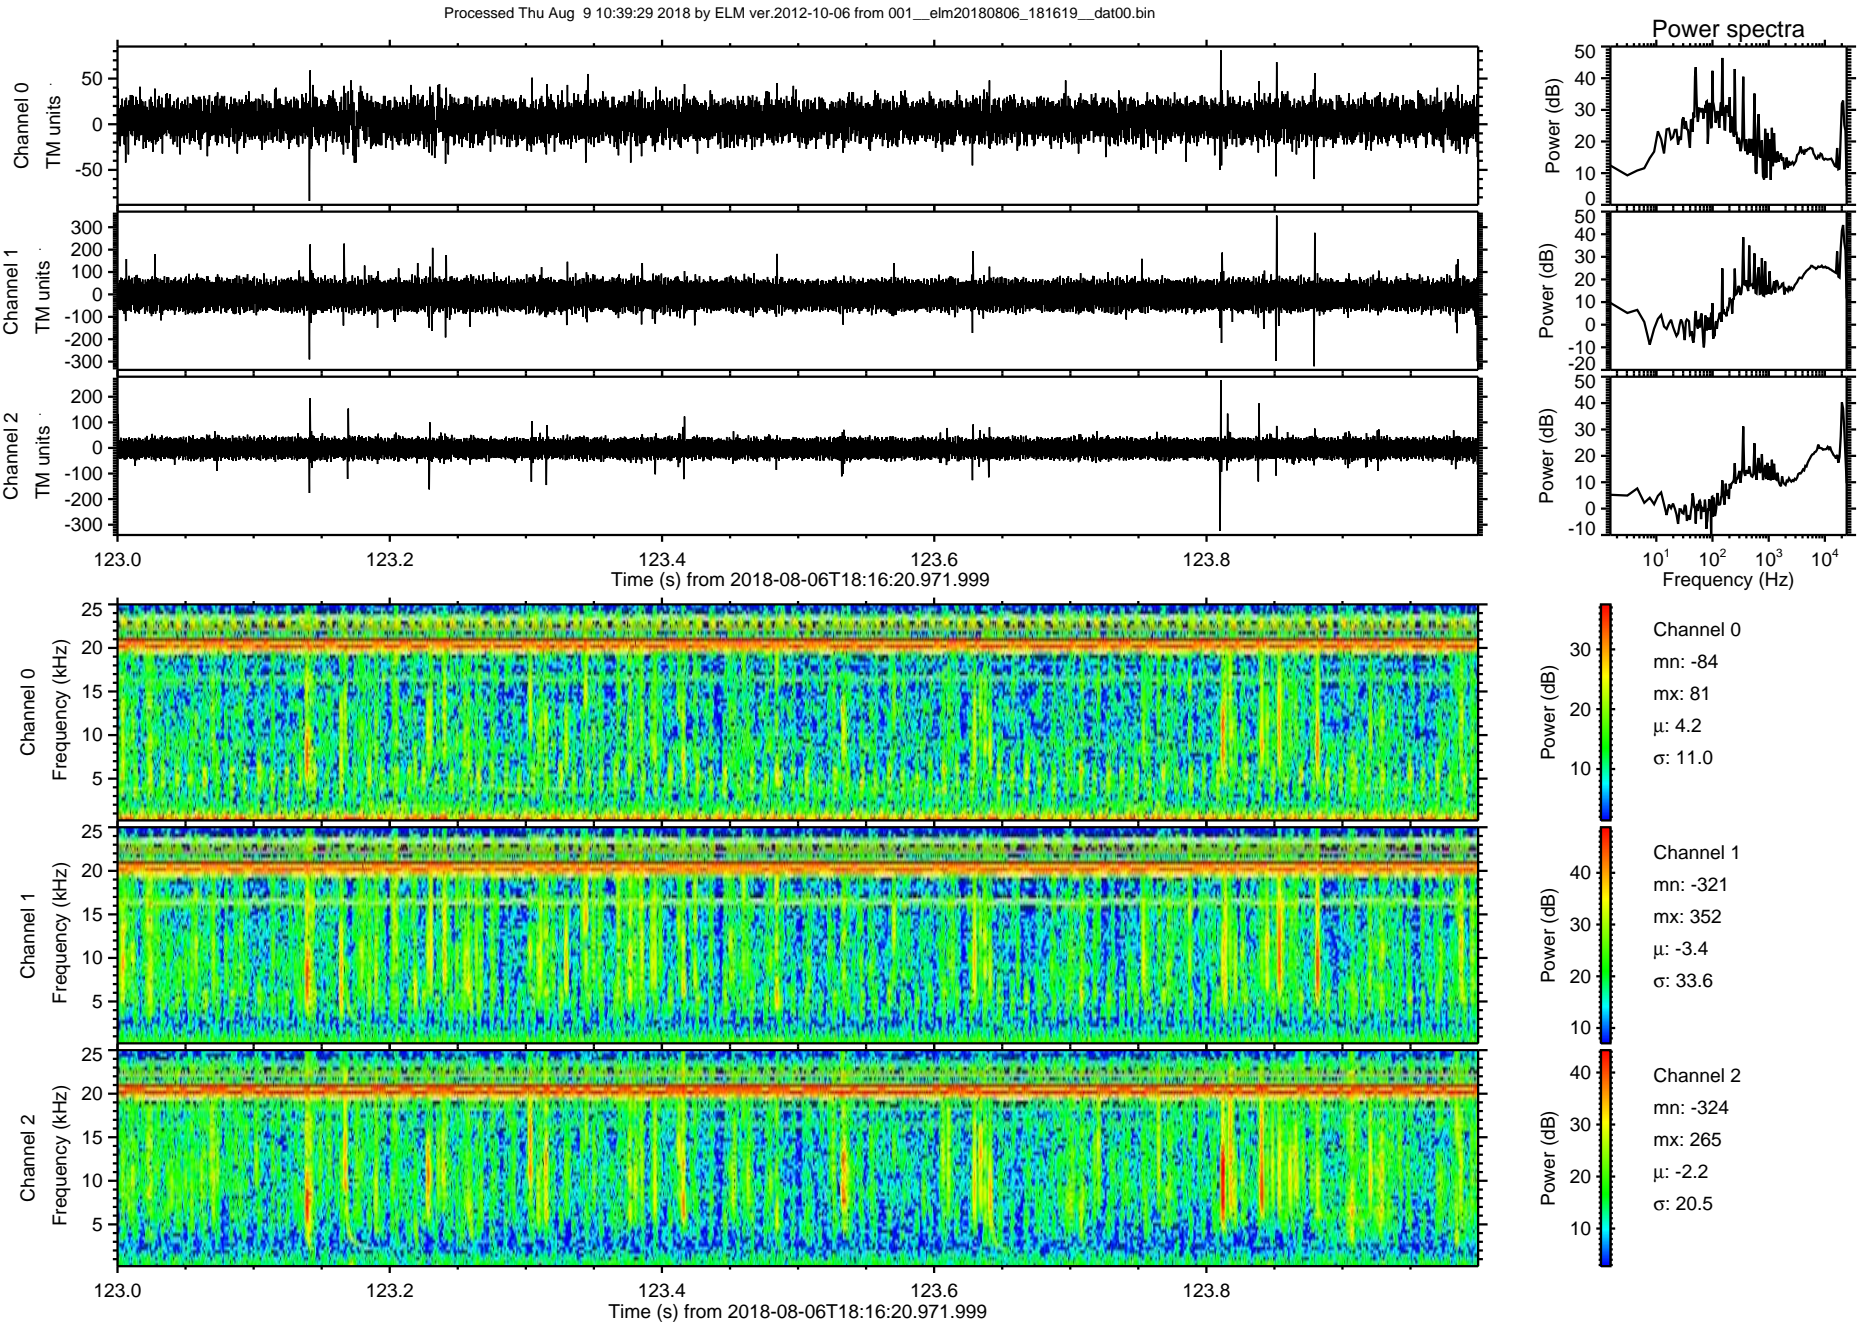 Processed Thu Aug  9 10:39:29 2018 by ELM ver.2012-10-06 from 001__elm20180806_181619__dat00.bin
Power spectra
Channel 0
TM units
50
0
-50
Power (dB)
50
40
30
20
10
0
Channel 1
TM units
300
200
100
0
-100
-200
-300
Power (dB)
50
40
30
20
10
0
-10
-20
Channel 2
TM units
200
100
0
-100
-200
-300
Power (dB)
50
40
30
20
10
0
-10
123.0 123.2 123.4 123.6 123.8
Time (s) from 2018-08-06T18:16:20.971.999
10¹ 10² 10³ 10⁴
Frequency (Hz)
Channel 0
Frequency (kHz)
25
20
15
10
5
Power (dB)
30
20
10
Channel 0
mn: -84
mx: 81
μ: 4.2
σ: 11.0
Channel 1
Frequency (kHz)
25
20
15
10
5
Power (dB)
40
30
20
10
Channel 1
mn: -321
mx: 352
μ: -3.4
σ: 33.6
Channel 2
Frequency (kHz)
25
20
15
10
5
Power (dB)
40
30
20
10
Channel 2
mn: -324
mx: 265
μ: -2.2
σ: 20.5
123.0 123.2 123.4 123.6 123.8
Time (s) from 2018-08-06T18:16:20.971.999